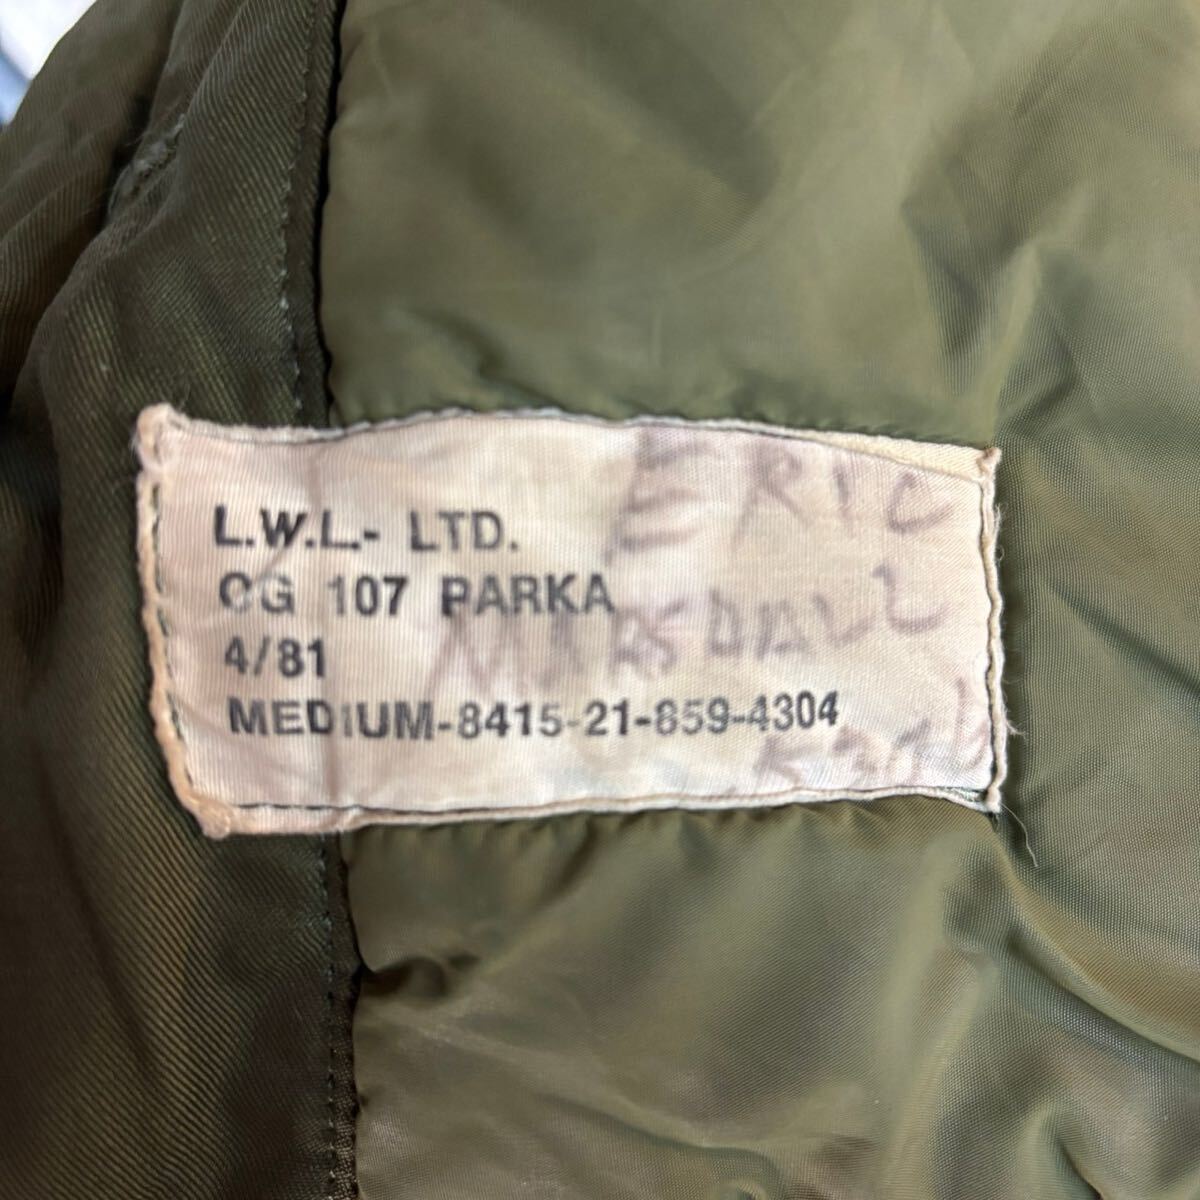 L.W.L.- LTD.
OG 107 PARKA
4/81
MEDIUM-8415-21-859-4304
ERIC
MARSDALL